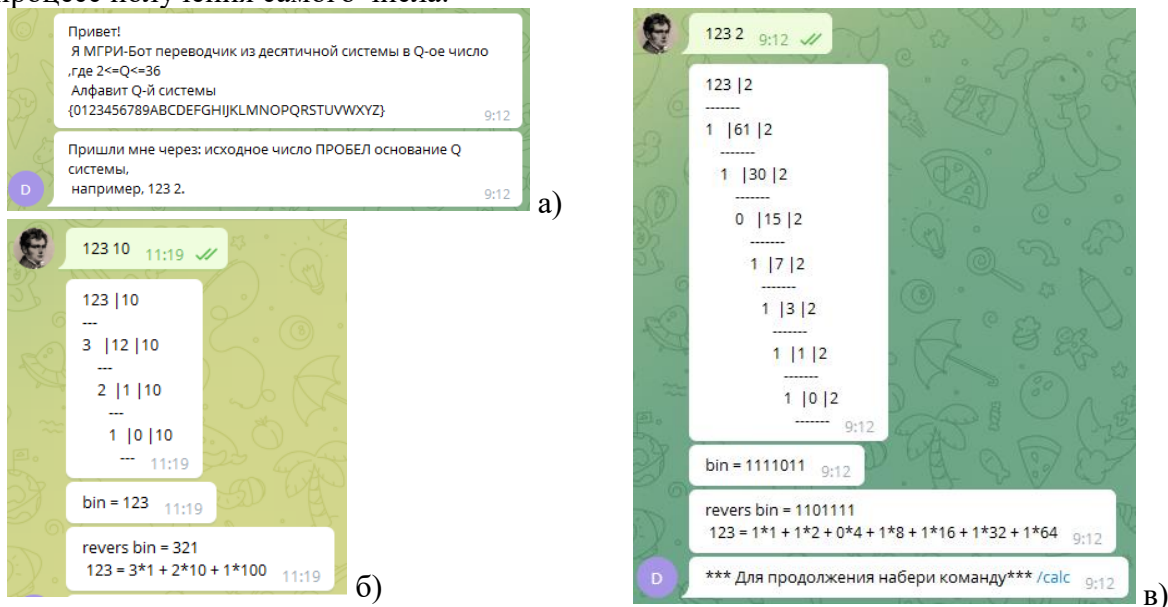 процессе получения самого числа.
Привет!
Я МГРИ-Бот переводчик из десятичной системы в Q-ое число
,где 2<=Q<=36
Алфавит Q-й системы
{0123456789ABCDEFGHIJKLMNOPQRSTUVWXYZ}
9:12
Пришли мне через: исходное число ПРОБЕЛ основание Q
системы,
например, 123 2.
9:12
D
а)
123 10 11:19
123 |10
---
3 |12 |10
---
2 |1 |10
---
1 |0 |10
--- 11:19
bin = 123 11:19
revers bin = 321
123 = 3*1 + 2*10 + 1*100 11:19
б)
123 2 9:12
123 |2
-------
1 |61 |2
-------
1 |30 |2
-------
0 |15 |2
-------
1 |7 |2
-------
1 |3 |2
-------
1 |1 |2
-------
1 |0 |2
------- 9:12
bin = 1111011 9:12
revers bin = 1101111
123 = 1*1 + 1*2 + 0*4 + 1*8 + 1*16 + 1*32 + 1*64 9:12
D
*** Для продолжения набери команду*** /calc 9:12
в)